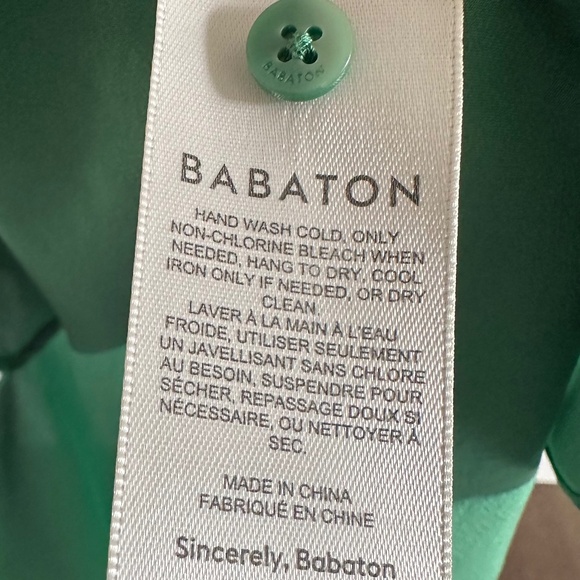 BABATON
BABATON
HAND WASH COLD, ONLY
NON-CHLORINE BLEACH WHEN
NEEDED, HANG TO DRY, COOL
IRON ONLY IF NEEDED, OR DRY
CLEAN.
LAVER À LA MAIN À L'EAU
FROIDE, UTILISER SEULEMENT
UN JAVELLISANT SANS CHLORE
AU BESOIN, SUSPENDRE POUR
SÉCHER, REPASSAGE DOUX SI
NÉCESSAIRE, OU NETTOYER À
SEC.
MADE IN CHINA
FABRIQUÉ EN CHINE
Sincerely, Babaton